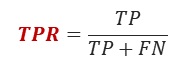 TPR = TP / (TP + FN)